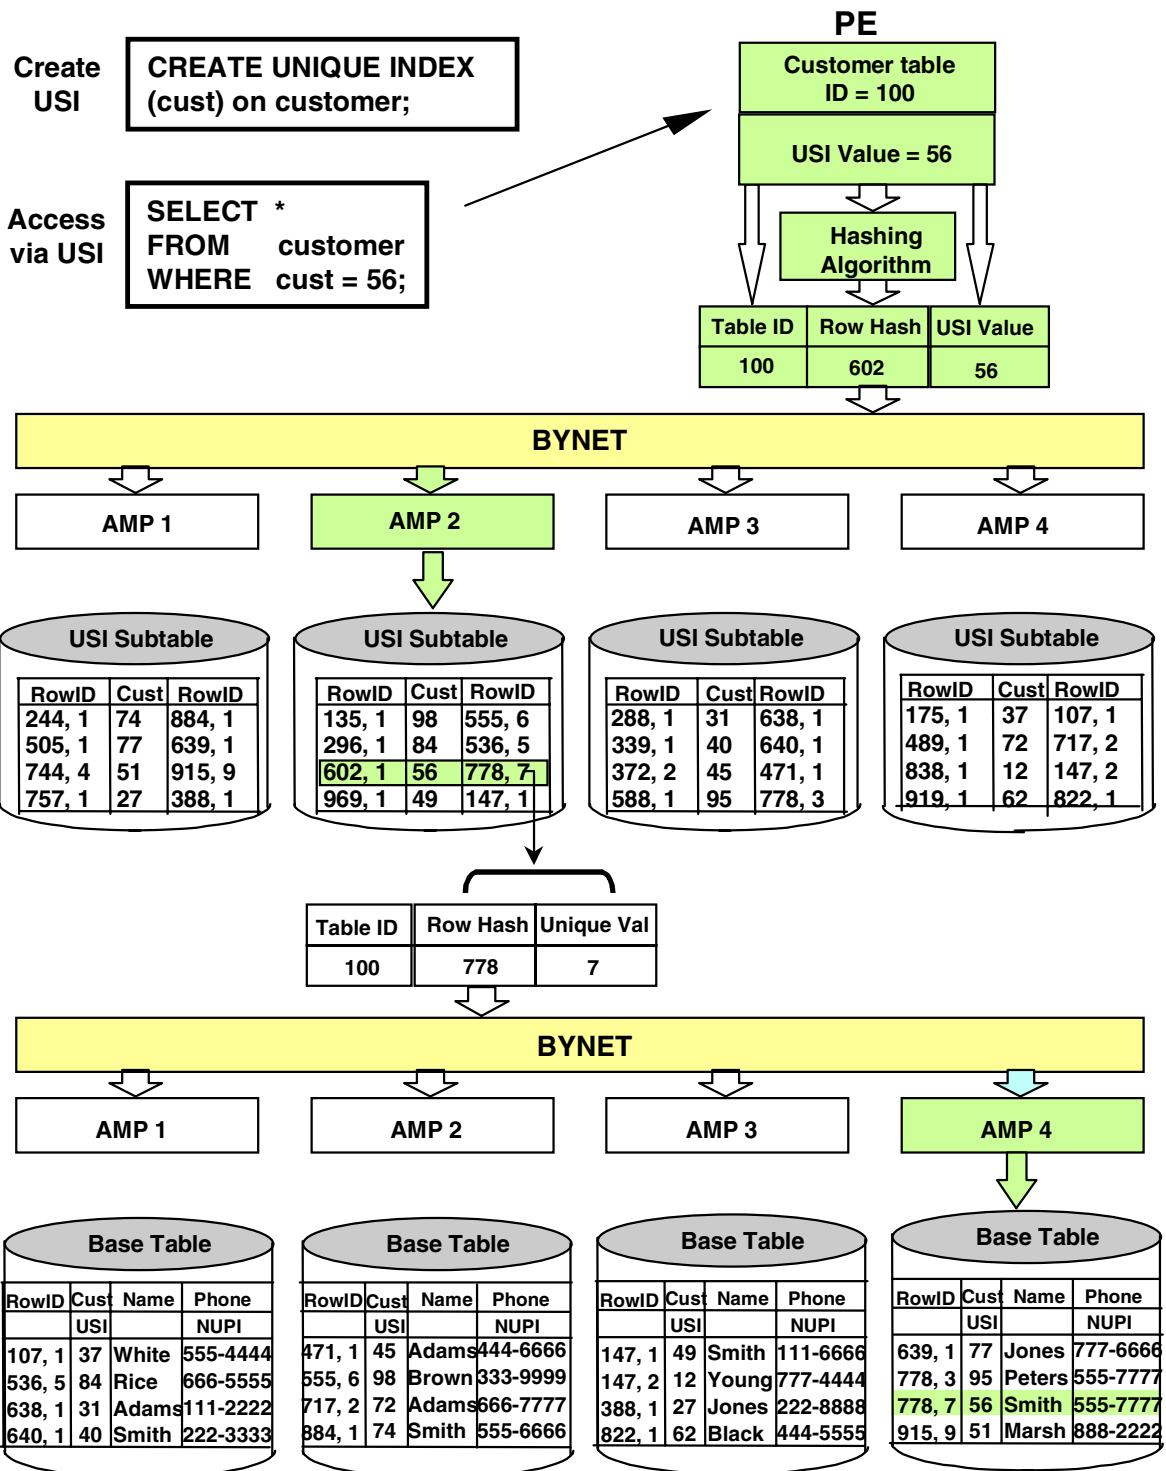 PE
Create
USI
CREATE UNIQUE INDEX
(cust) on customer;
Customer table
ID = 100
USI Value = 56
Access
via USI
SELECT *
FROM customer
WHERE cust = 56;
Hashing
Algorithm
Table ID Row Hash USI Value
100 602 56
BYNET
AMP 1 AMP 2 AMP 3 AMP 4
USI Subtable
RowID Cust RowID
244, 1 74 884, 1
505, 1 77 639, 1
744, 4 51 915, 9
757, 1 27 388, 1
USI Subtable
RowID Cust RowID
135, 1 98 555, 6
296, 1 84 536, 5
602, 1 56 778, 7
969, 1 49 147, 1
USI Subtable
RowID Cust RowID
288, 1 31 638, 1
339, 1 40 640, 1
372, 2 45 471, 1
588, 1 95 778, 3
USI Subtable
RowID Cust RowID
175, 1 37 107, 1
489, 1 72 717, 2
838, 1 12 147, 2
919, 1 62 822, 1
Table ID Row Hash Unique Val
100 778 7
BYNET
AMP 1 AMP 2 AMP 3 AMP 4
Base Table
RowID Cust Name Phone
USI NUPI
107, 1 37 White 555-4444
536, 5 84 Rice 666-5555
638, 1 31 Adams 111-2222
640, 1 40 Smith 222-3333
Base Table
RowID Cust Name Phone
USI NUPI
471, 1 45 Adams 444-6666
555, 6 98 Brown 333-9999
717, 2 72 Adams 666-7777
884, 1 74 Smith 555-6666
Base Table
RowID Cust Name Phone
USI NUPI
147, 1 49 Smith 111-6666
147, 2 12 Young 777-4444
388, 1 27 Jones 222-8888
822, 1 62 Black 444-5555
Base Table
RowID Cust Name Phone
USI NUPI
639, 1 77 Jones 777-6666
778, 3 95 Peters 555-7777
778, 7 56 Smith 555-7777
915, 9 51 Marsh 888-2222